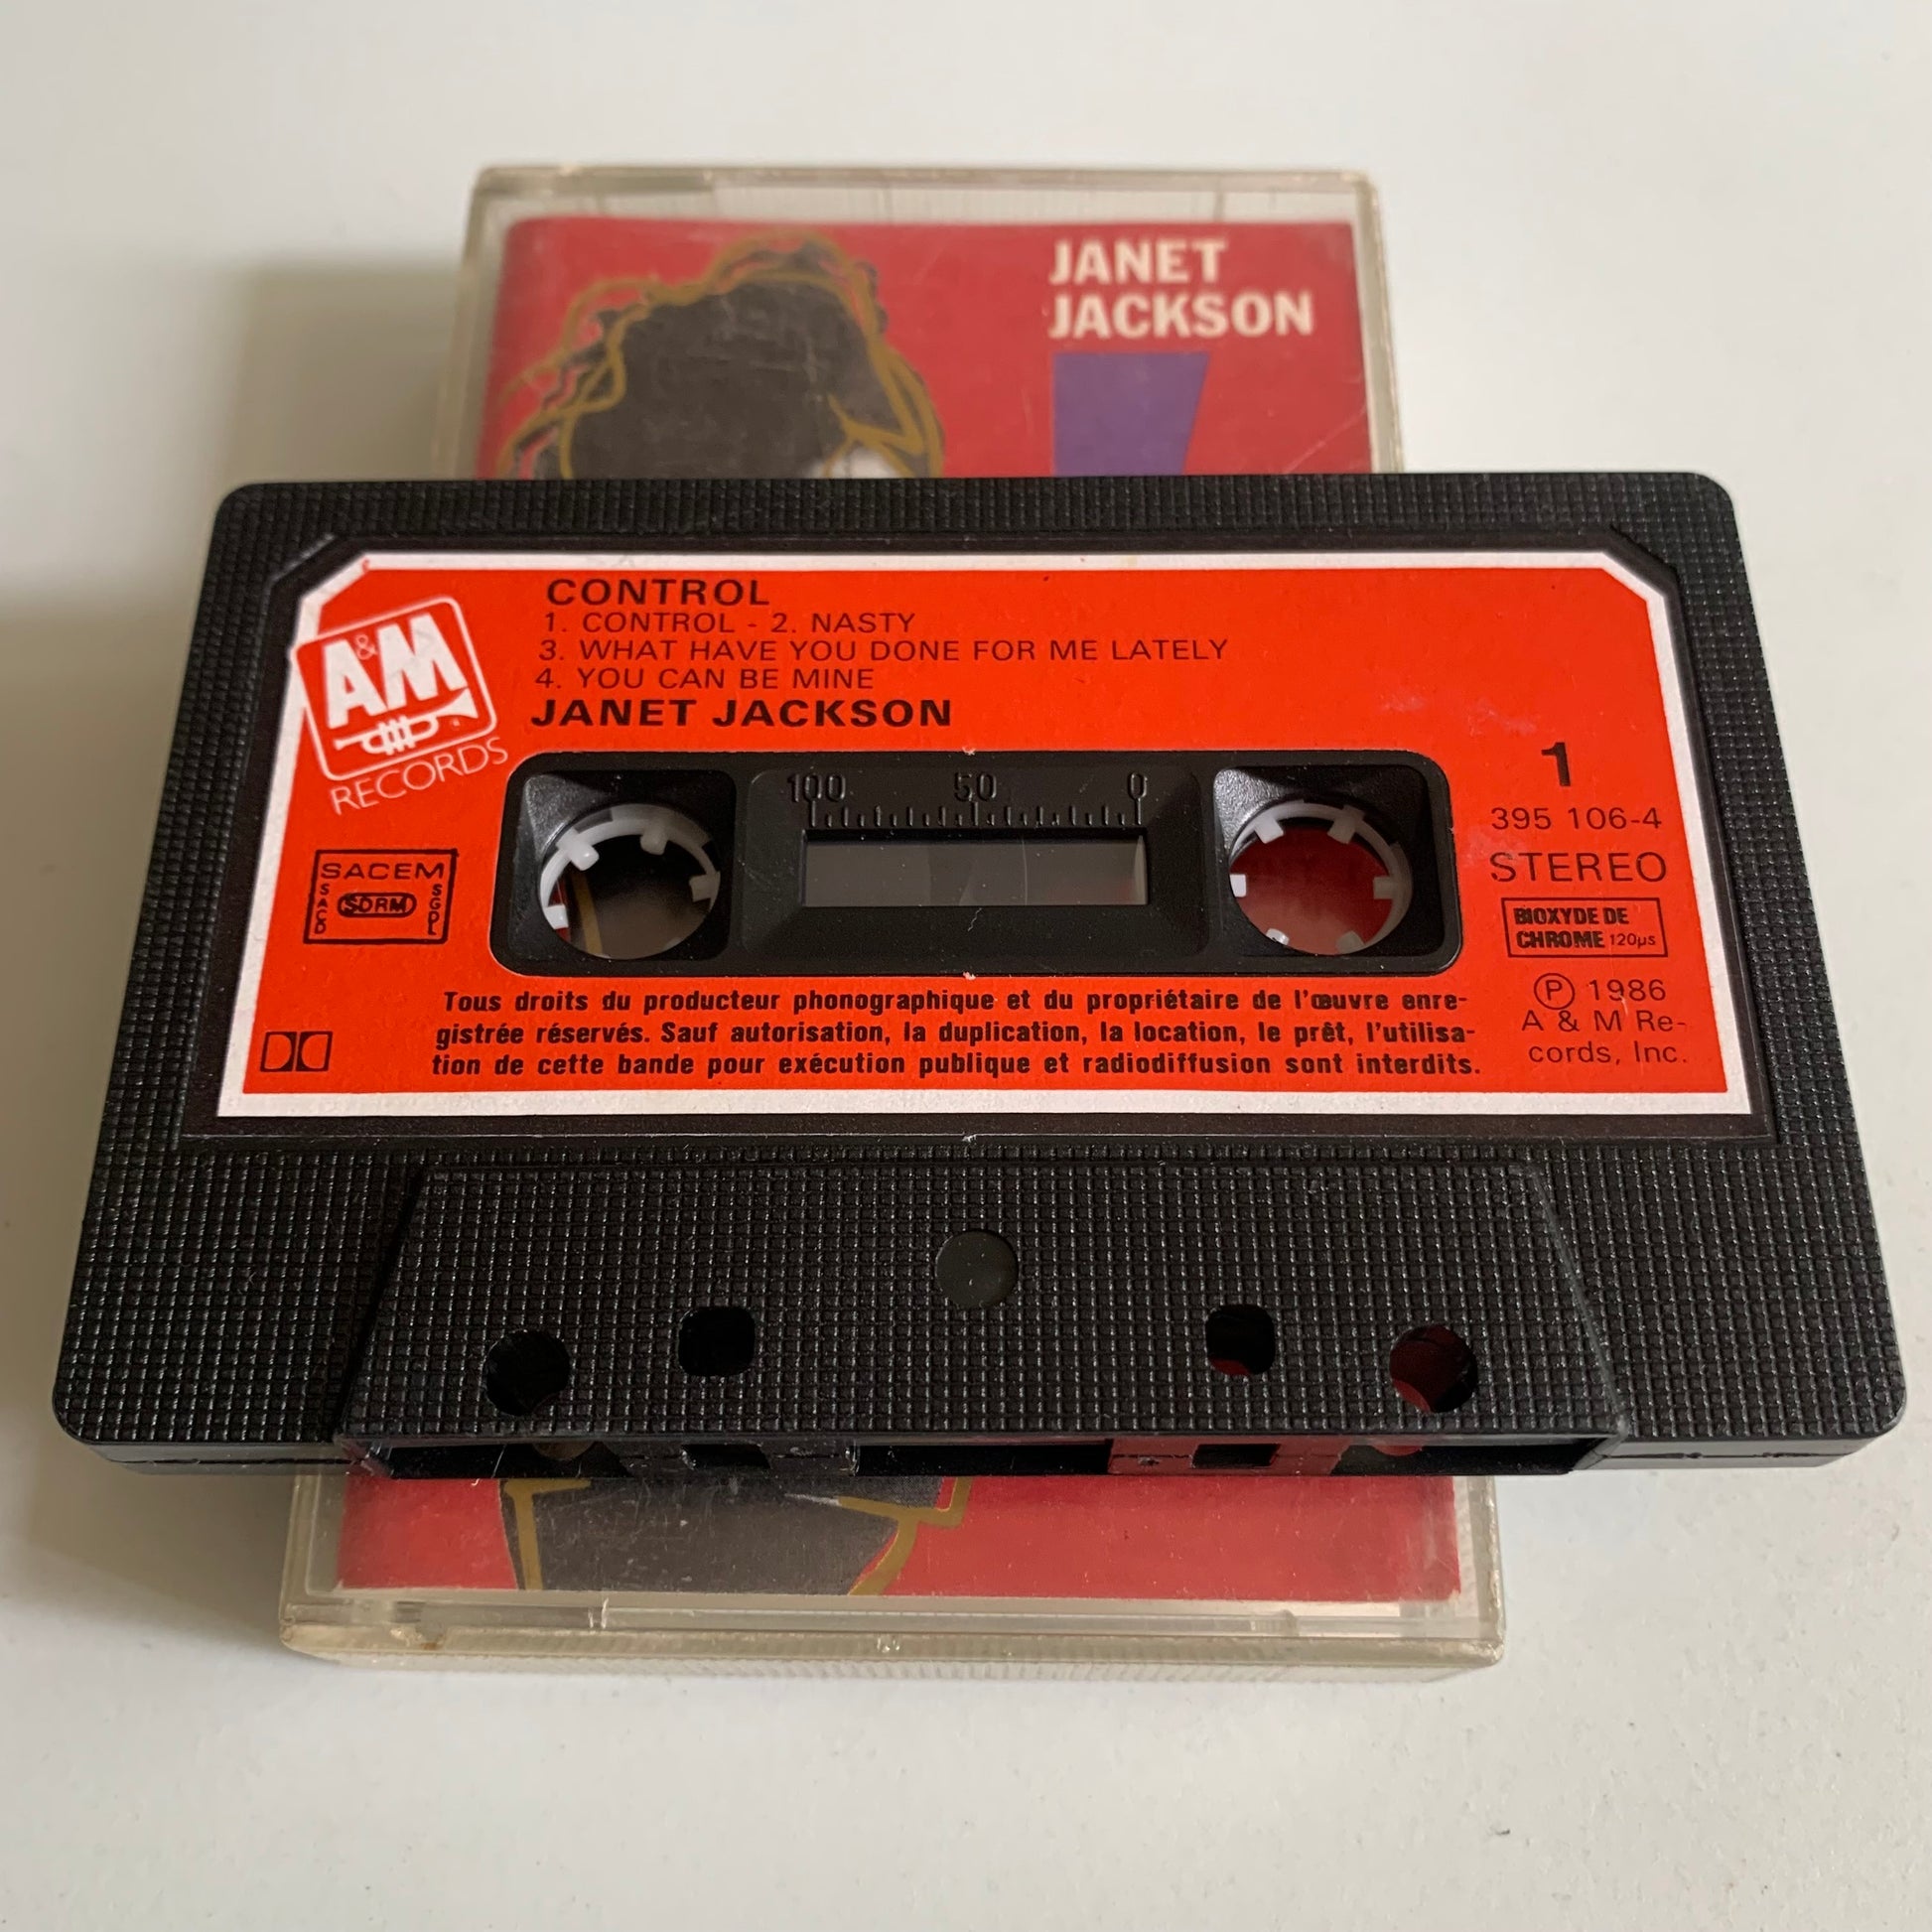 JANET
JACKSON
CONTROL
1. CONTROL - 2. NASTY
3. WHAT HAVE YOU DONE FOR ME LATELY
4. YOU CAN BE MINE
JANET JACKSON
A&M
RECORDS
100 50 0
1
395 106-4
STEREO
SACEM
SACD
SDRM
SGDL
BIOXYDE DE
CHROME 120µs
Tous droits du producteur phonographique et du propriétaire de l'œuvre enre-
gistrée réservés. Sauf autorisation, la duplication, la location, le prêt, l'utilisa-
tion de cette bande pour exécution publique et radiodiffusion sont interdits.
℗ 1986
A & M Re-
cords, Inc.